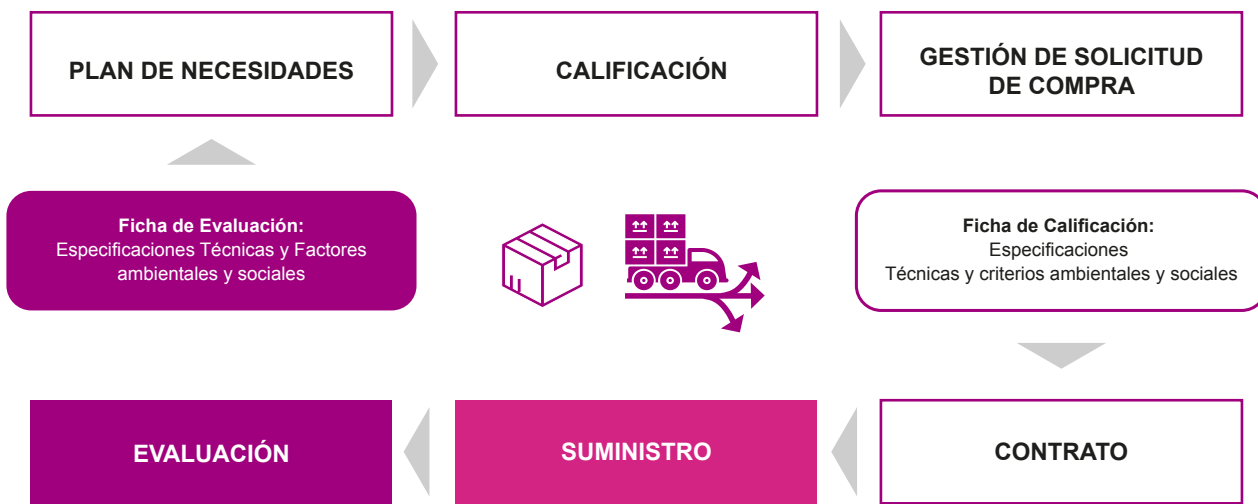 PLAN DE NECESIDADES
CALIFICACIÓN
GESTIÓN DE SOLICITUD
DE COMPRA
Ficha de Evaluación:
Especificaciones Técnicas y Factores
ambientales y sociales
Ficha de Calificación:
Especificaciones
Técnicas y criterios ambientales y sociales
EVALUACIÓN
SUMINISTRO
CONTRATO